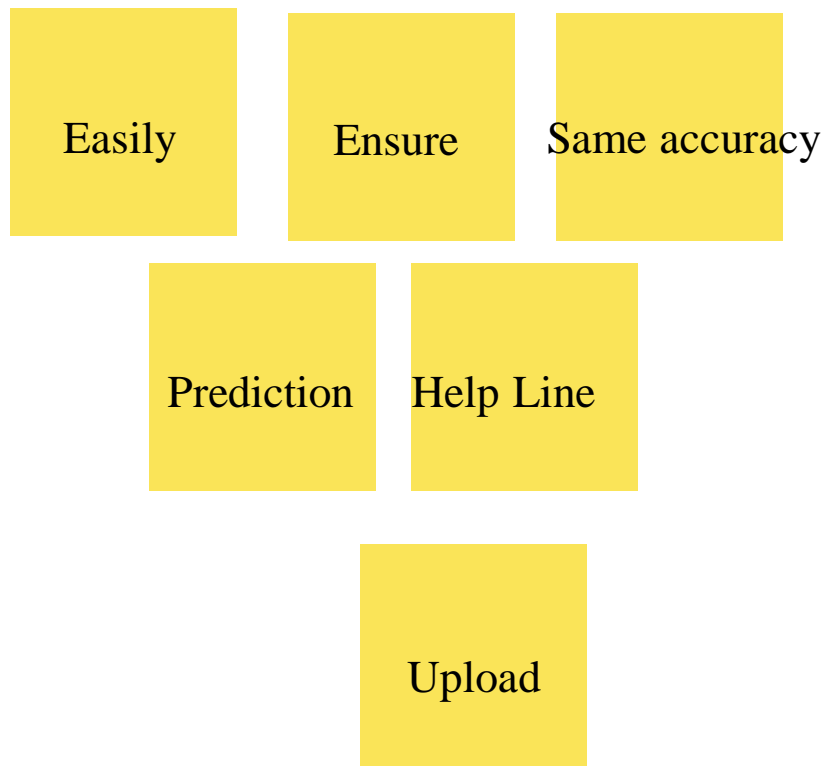 Easily
Ensure
Same accuracy
Prediction
Help Line
Upload